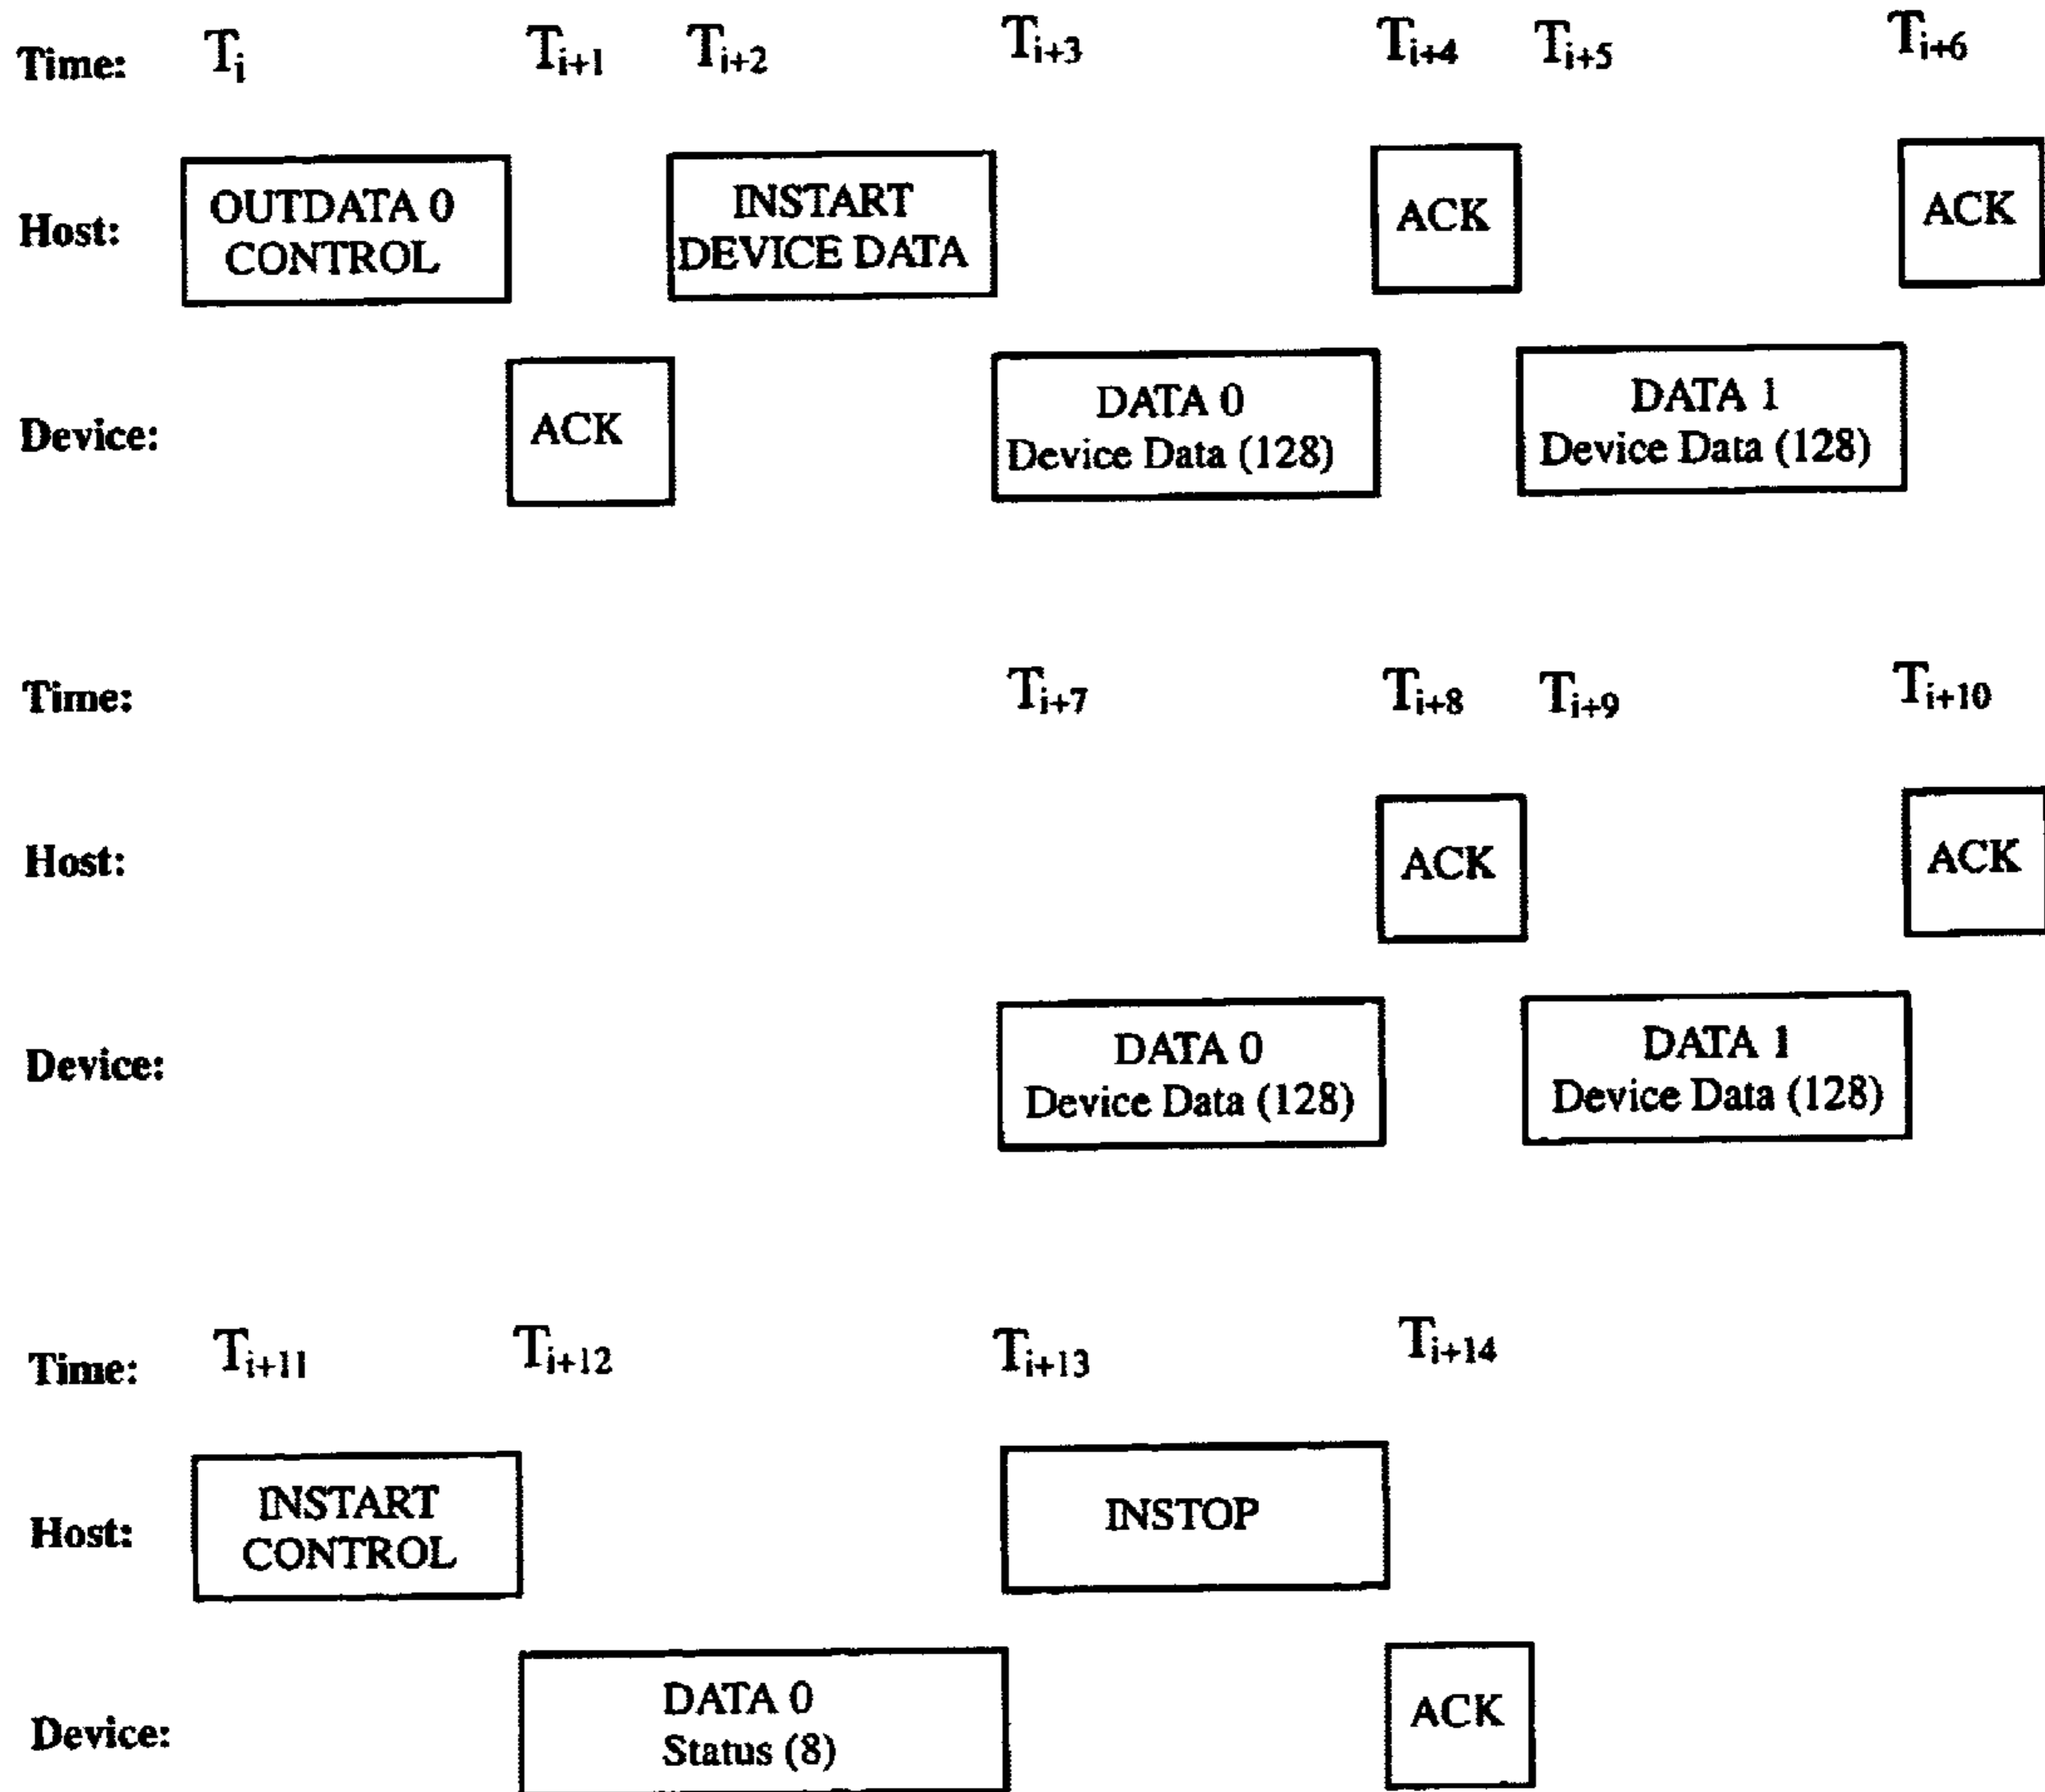 Time: Tᵢ Tᵢ₊₁ Tᵢ₊₂ Tᵢ₊₃ Tᵢ₊₄ Tᵢ₊₅ Tᵢ₊₆
Host: OUTDATA 0 CONTROL INSTART DEVICE DATA ACK ACK
Device: ACK DATA 0 Device Data (128) DATA 1 Device Data (128)
Time: Tᵢ₊₇ Tᵢ₊₈ Tᵢ₊₉ Tᵢ₊₁₀
Host: ACK ACK
Device: DATA 0 Device Data (128) DATA 1 Device Data (128)
Time: Tᵢ₊₁₁ Tᵢ₊₁₂ Tᵢ₊₁₃ Tᵢ₊₁₄
Host: INSTART CONTROL INSTOP
Device: DATA 0 Status (8) ACK